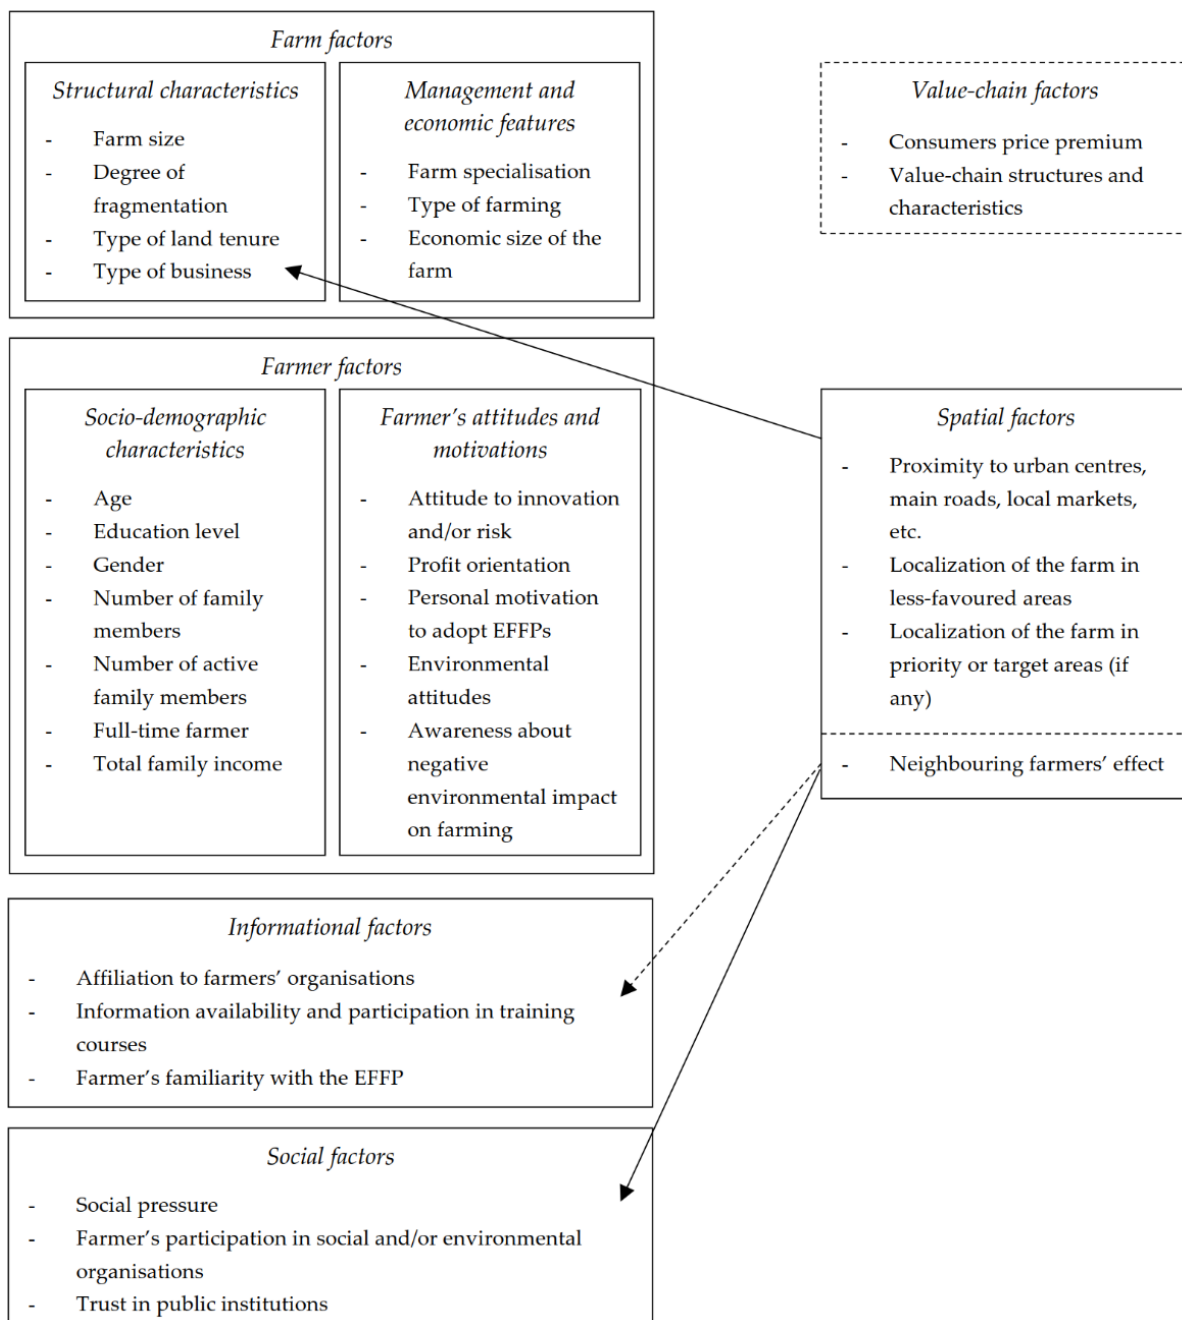 Farm factors
Structural characteristics
- Farm size
- Degree of
fragmentation
- Type of land tenure
- Type of business
Management and
economic features
- Farm specialisation
- Type of farming
- Economic size of the
farm
Value-chain factors
- Consumers price premium
- Value-chain structures and
characteristics
Farmer factors
Socio-demographic
characteristics
- Age
- Education level
- Gender
- Number of family
members
- Number of active
family members
- Full-time farmer
- Total family income
Farmer’s attitudes and
motivations
- Attitude to innovation
and/or risk
- Profit orientation
- Personal motivation
to adopt EFFPs
- Environmental
attitudes
- Awareness about
negative
environmental impact
on farming
Spatial factors
- Proximity to urban centres,
main roads, local markets,
etc.
- Localization of the farm in
less-favoured areas
- Localization of the farm in
priority or target areas (if
any)
- Neighbouring farmers’ effect
Informational factors
- Affiliation to farmers’ organisations
- Information availability and participation in training
courses
- Farmer’s familiarity with the EFFP
Social factors
- Social pressure
- Farmer’s participation in social and/or environmental
organisations
- Trust in public institutions